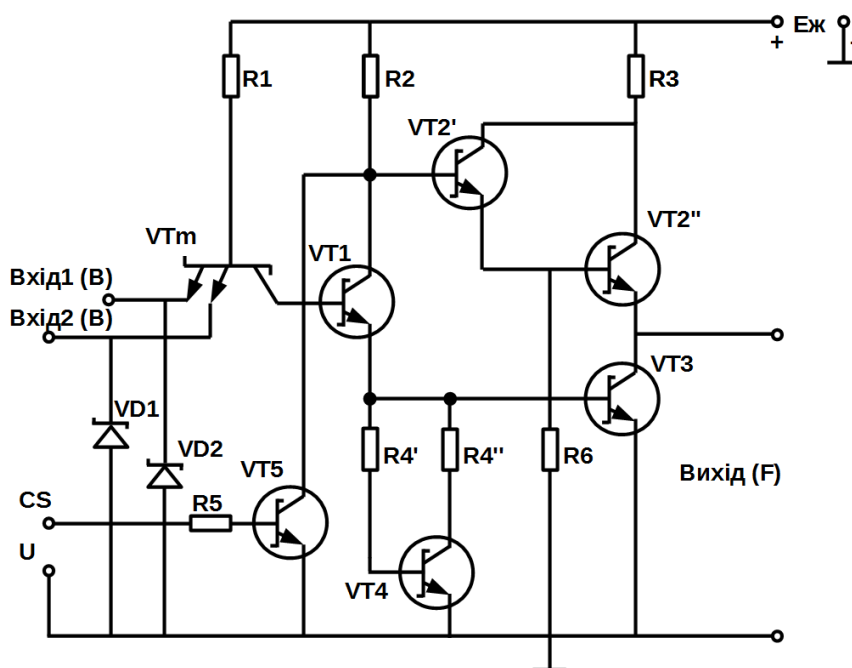 Еж
+
R1
R2
R3
VT2'
VT2"
VTm
VT1
Вхід1 (В)
Вхід2 (В)
VT3
VD1
VD2
R4'
R4''
R6
Вихід (F)
VT5
CS
R5
U
VT4